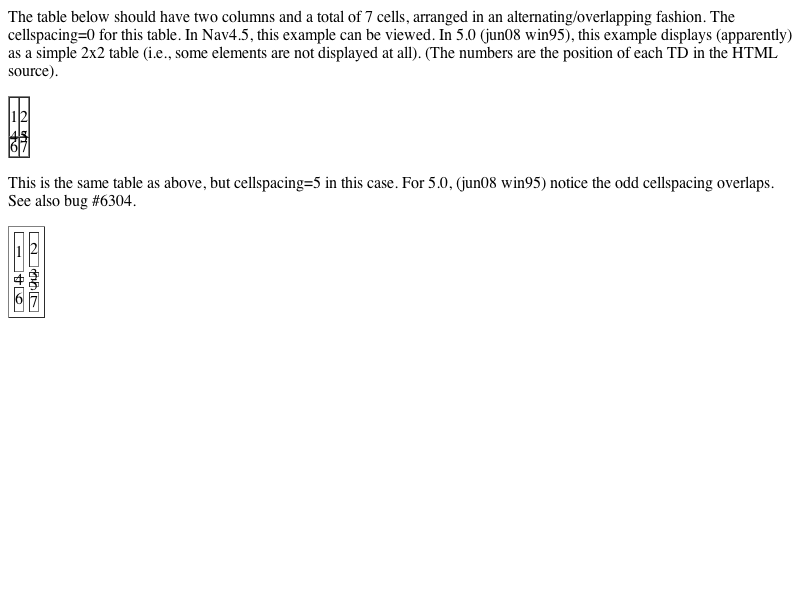 The table below should have two columns and a total of 7 cells, arranged in an alternating/overlapping fashion. The
cellspacing=0 for this table. In Nav4.5, this example can be viewed. In 5.0 (jun08 win95), this example displays (apparently)
as a simple 2x2 table (i.e., some elements are not displayed at all). (The numbers are the position of each TD in the HTML
source).
1 2
4
6 7
This is the same table as above, but cellspacing=5 in this case. For 5.0, (jun08 win95) notice the odd cellspacing overlaps.
See also bug #6304.
1 2
4 3
5
6 7